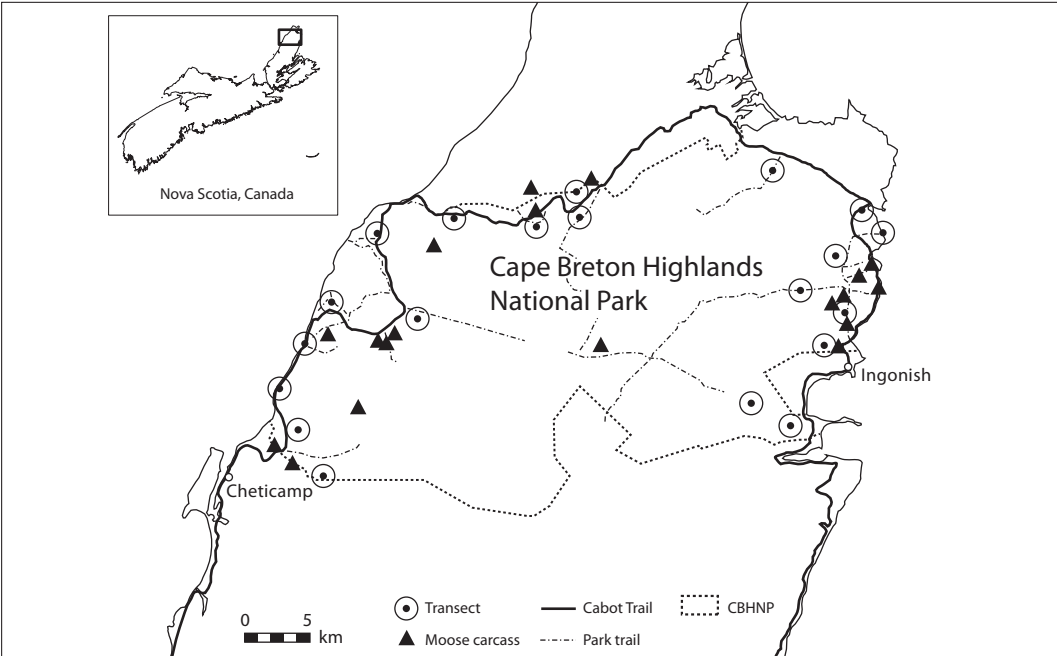 Nova Scotia, Canada
Cape Breton Highlands
National Park
Ingonish
Cheticamp
0 5
km
Transect
Moose carcass
Cabot Trail
Park trail
CBHNP